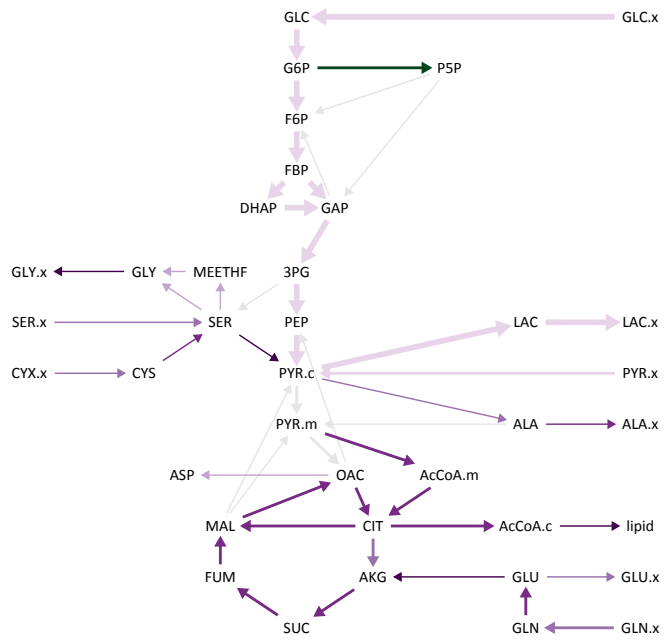 GLC GLC.x
G6P P5P
F6P
FBP
DHAP GAP
GLY.x GLY MEETHF 3PG
SER.x SER PEP LAC LAC.x
CYX.x CYS PYR.c PYR.x
PYR.m ALA ALA.x
ASP OAC AcCoA.m
MAL CIT AcCoA.c lipid
FUM AKG GLU GLU.x
SUC GLN GLN.x